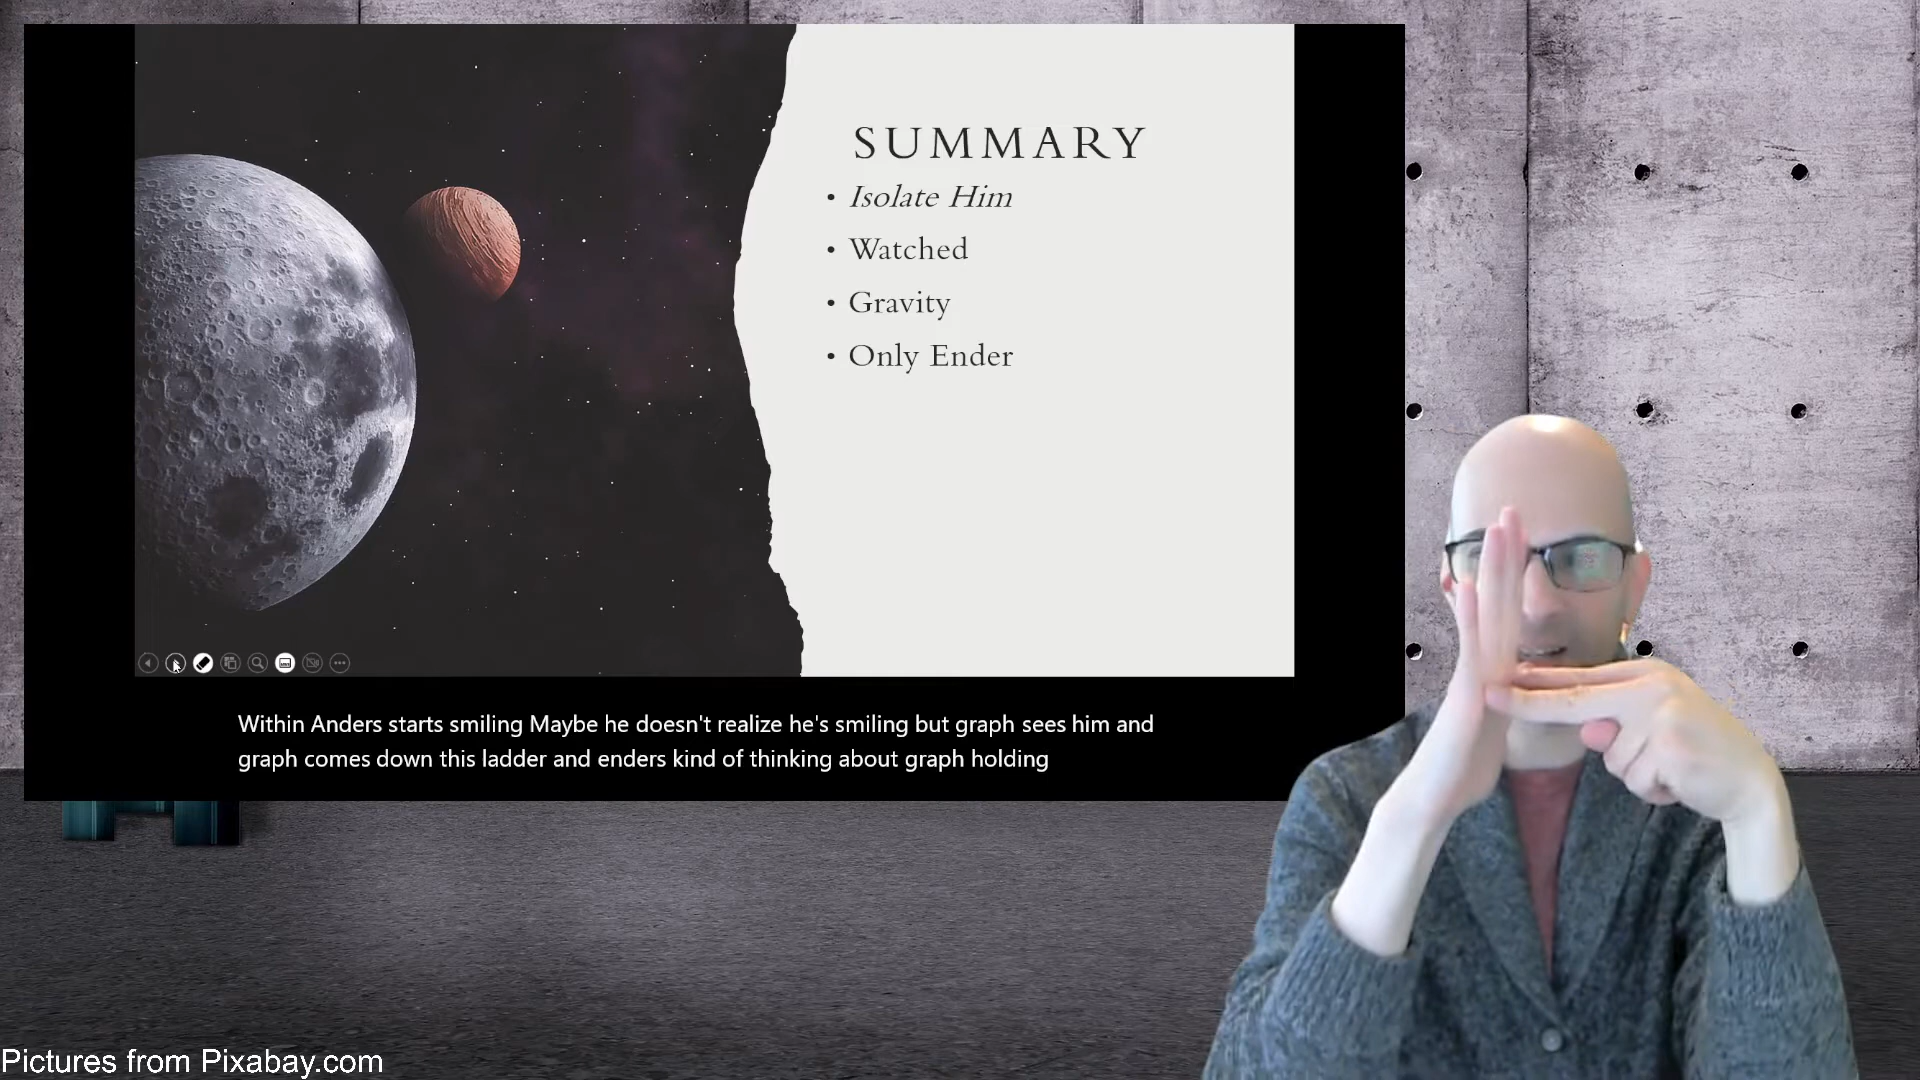 SUMMARY
• Isolate Him
• Watched
• Gravity
• Only Ender
Within Anders starts smiling Maybe he doesn't realize he's smiling but graph sees him and
graph comes down this ladder and enders kind of thinking about graph holding
Pictures from Pixabay.com